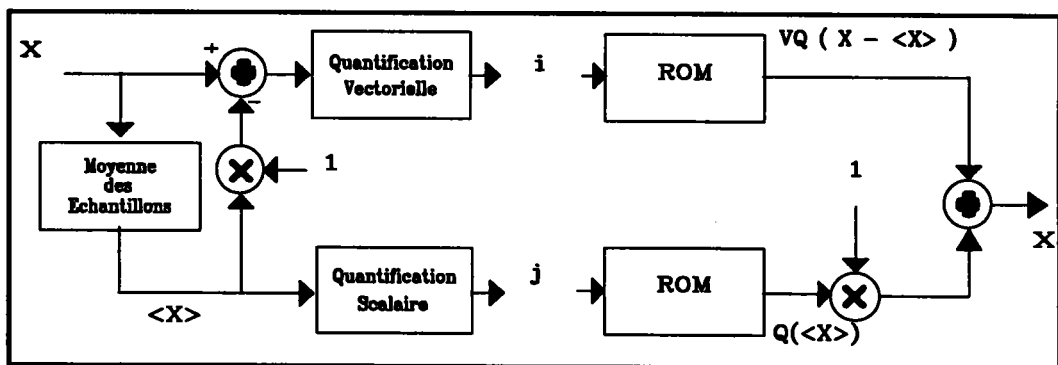 X
+
-
Quantification
Vectorielle
i
ROM
VQ ( X - <X> )
Moyenne
des
Echantillons
1
1
<X>
Quantification
Scalaire
j
ROM
Q(<X>)
X